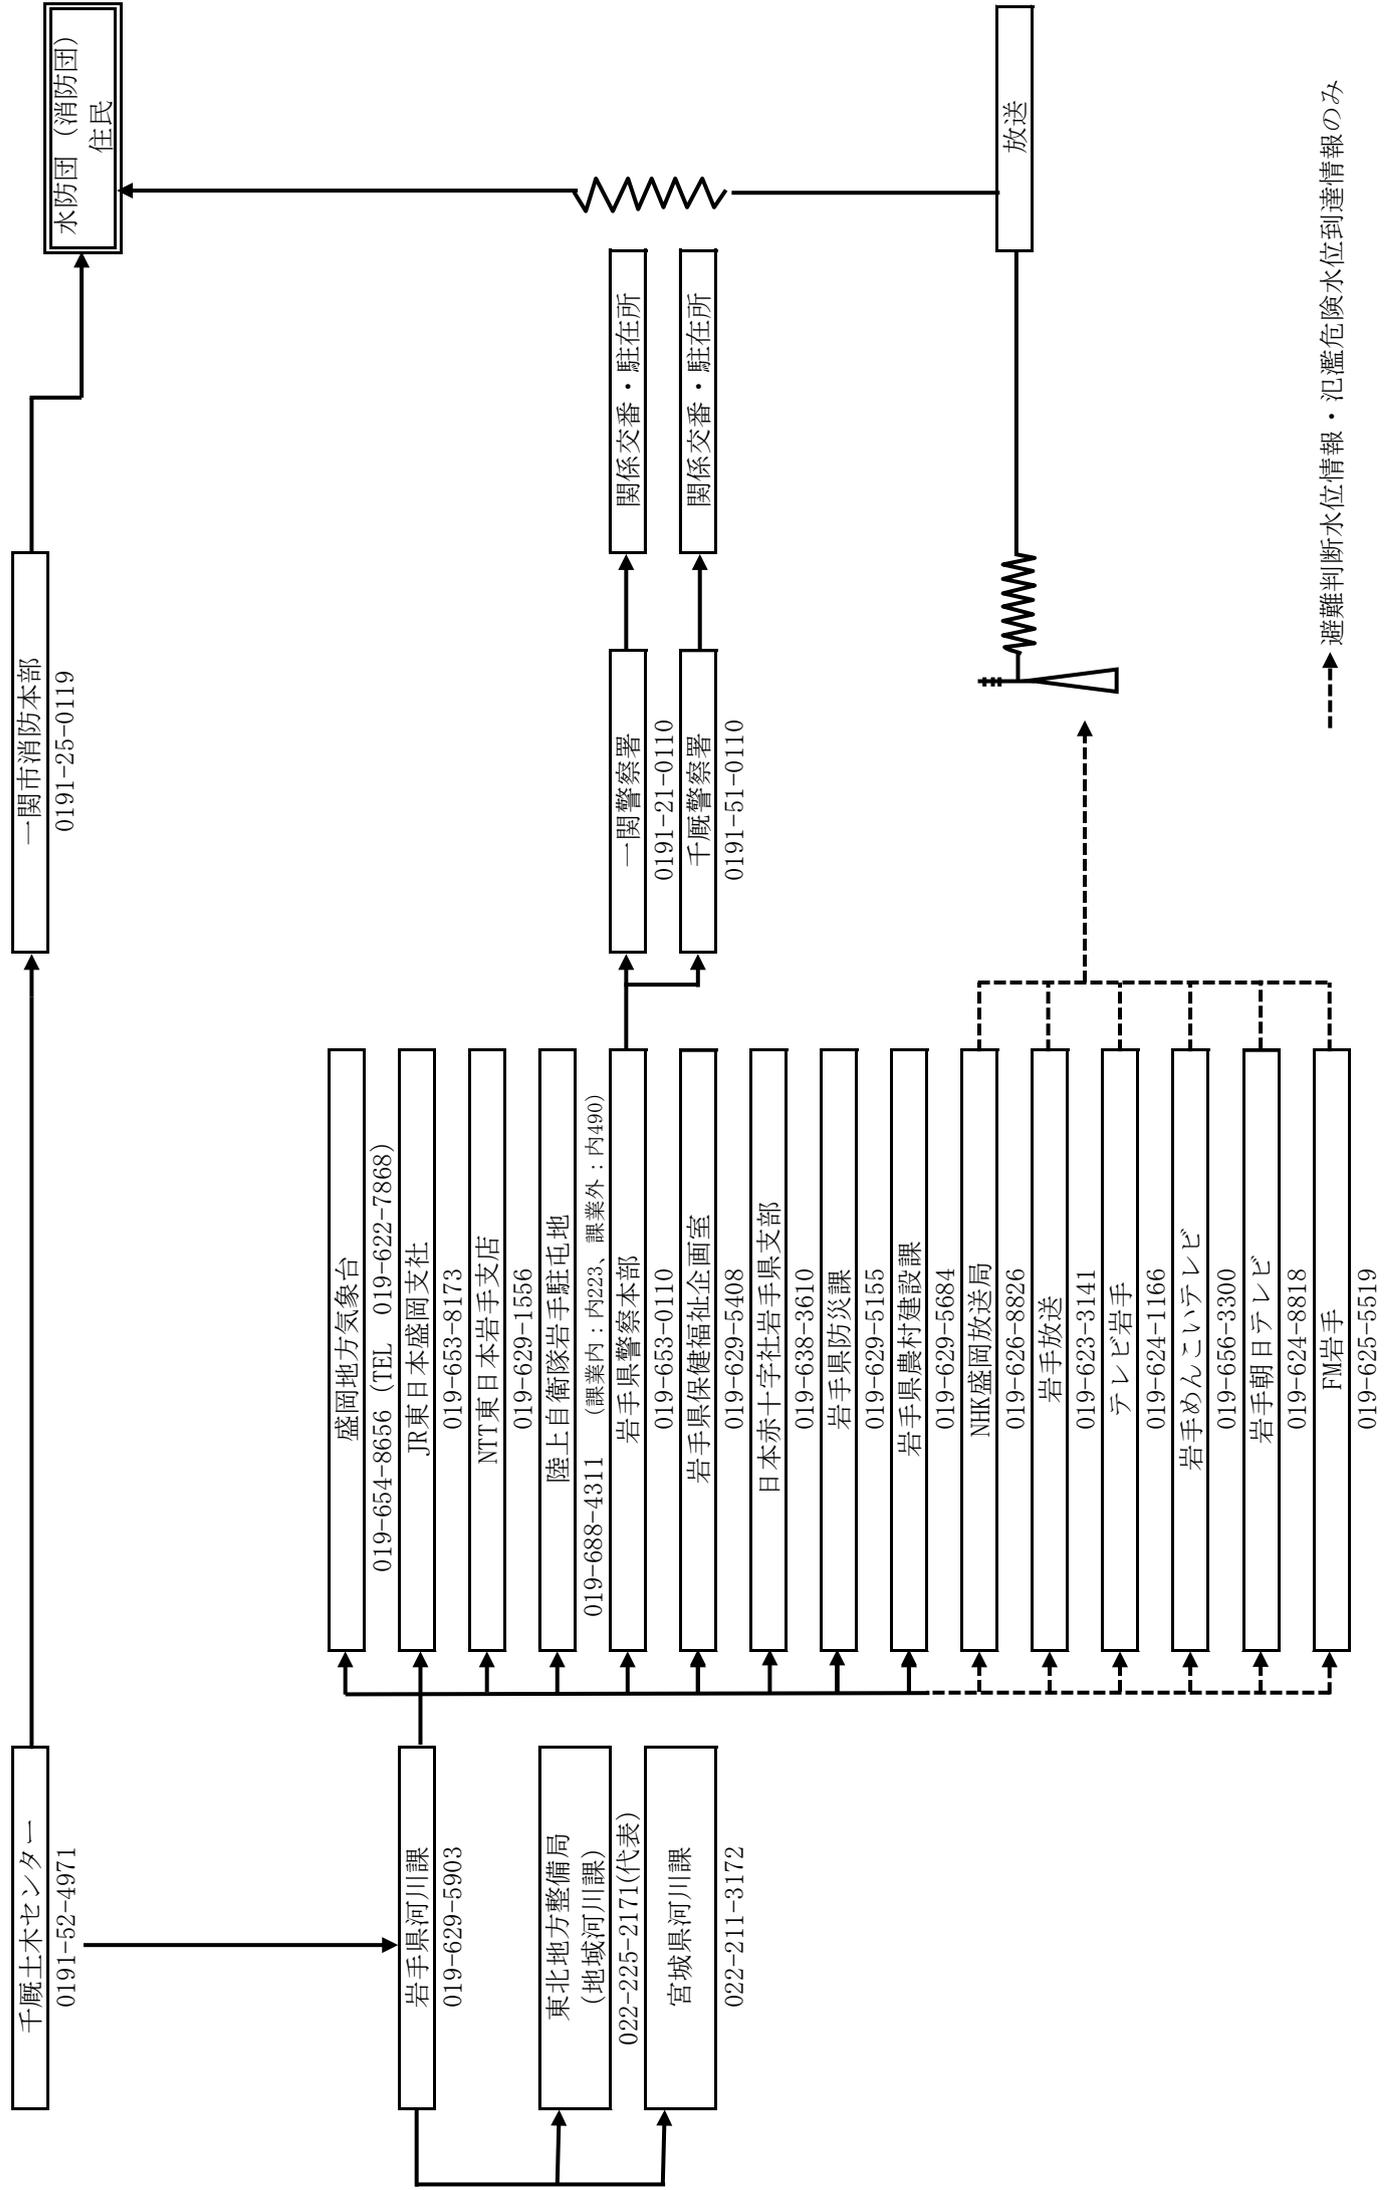 千厩土木センター
0191-52-4971
一関市消防本部
0191-25-0119
水防団（消防団）
住民
岩手県河川課
019-629-5903
東北地方整備局
（地域河川課）
022-225-2171(代表)
宮城県河川課
022-211-3172
盛岡地方気象台
019-654-8656（TEL 019-622-7868）
JR東日本盛岡支社
019-653-8173
NTT東日本岩手支店
019-629-1556
陸上自衛隊岩手駐屯地
019-688-4311 （課業内：内223、課業外：内490）
岩手県警察本部
019-653-0110
岩手県保健福祉企画室
019-629-5408
日本赤十字社岩手県支部
019-638-3610
岩手県防災課
019-629-5155
岩手県農村建設課
019-629-5684
NHK盛岡放送局
019-626-8826
岩手放送
019-623-3141
テレビ岩手
019-624-1166
岩手めんこいテレビ
019-656-3300
岩手朝日テレビ
019-624-8818
FM岩手
019-625-5519
一関警察署
0191-21-0110
千厩警察署
0191-51-0110
関係交番・駐在所
関係交番・駐在所
放送
避難判断水位情報・氾濫危険水位到達情報のみ